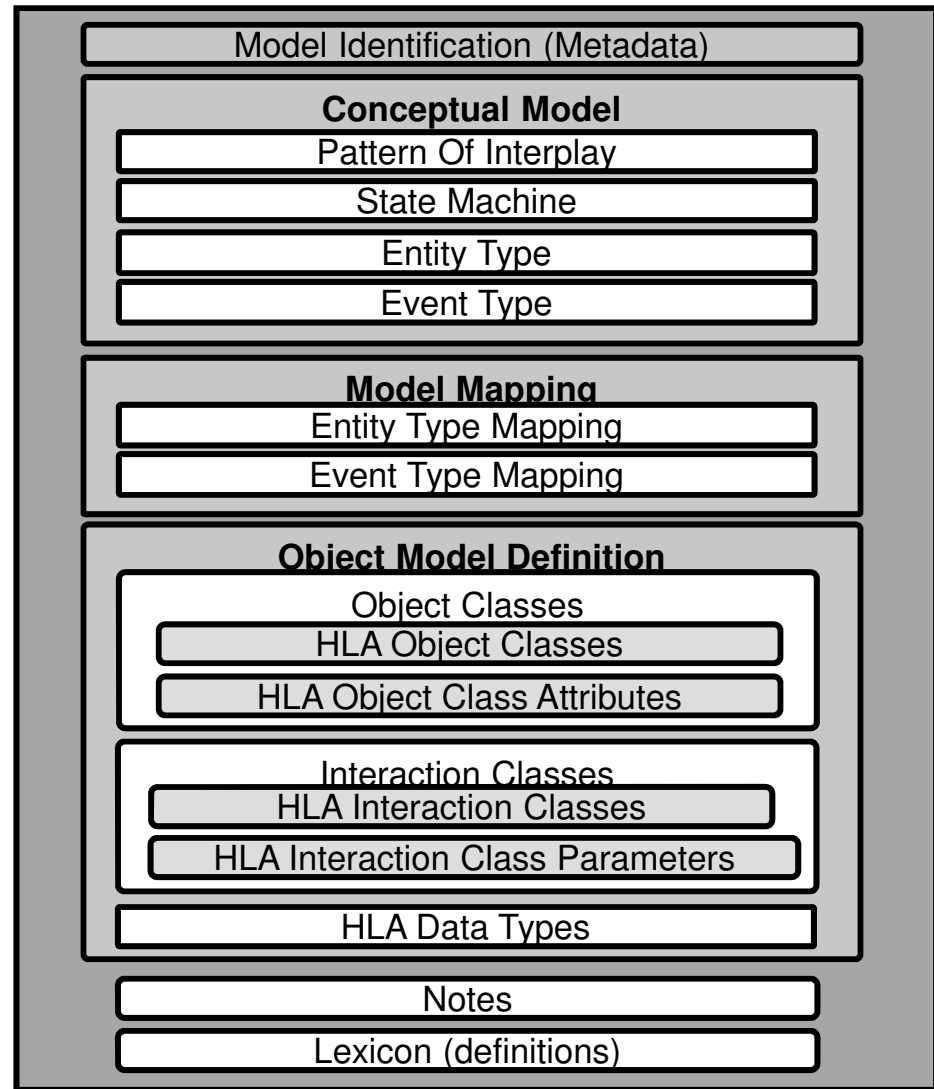 Model Identification (Metadata)
Conceptual Model
Pattern Of Interplay
State Machine
Entity Type
Event Type
Model Mapping
Entity Type Mapping
Event Type Mapping
Object Model Definition
Object Classes
HLA Object Classes
HLA Object Class Attributes
Interaction Classes
HLA Interaction Classes
HLA Interaction Class Parameters
HLA Data Types
Notes
Lexicon (definitions)